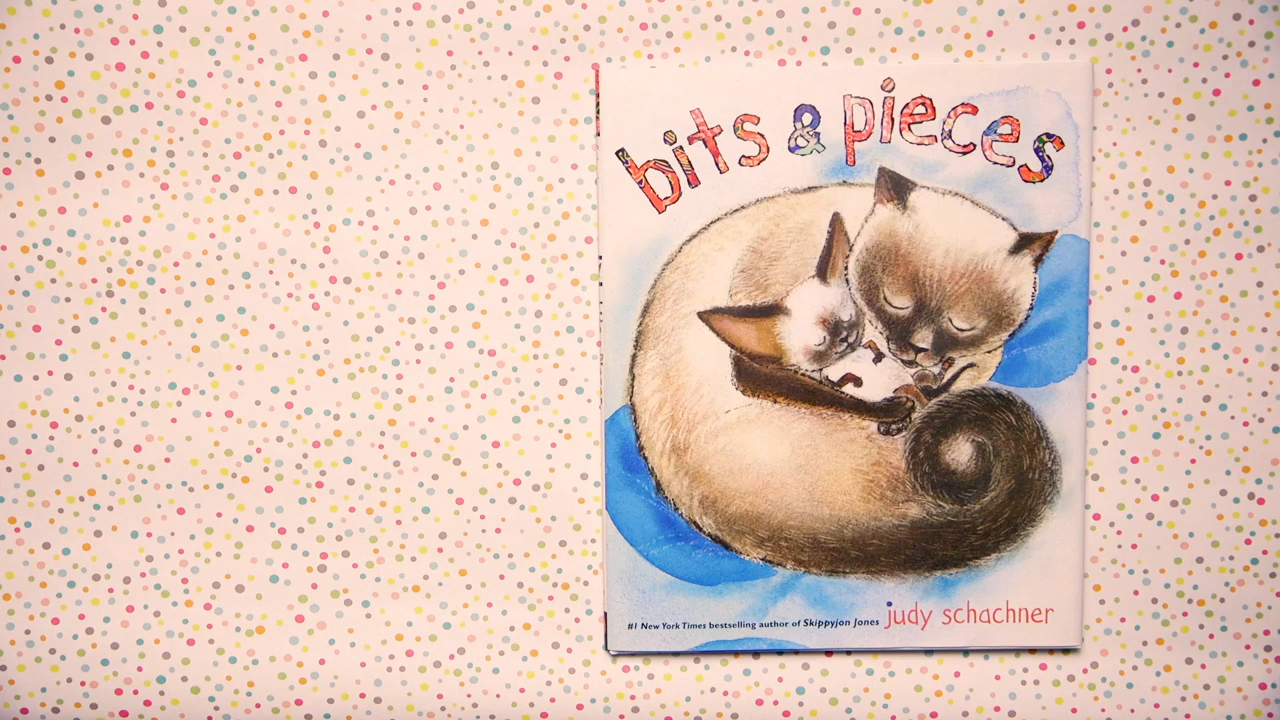 bits & pieces
#1 New York Times bestselling author of Skippyjon Jones judy schachner